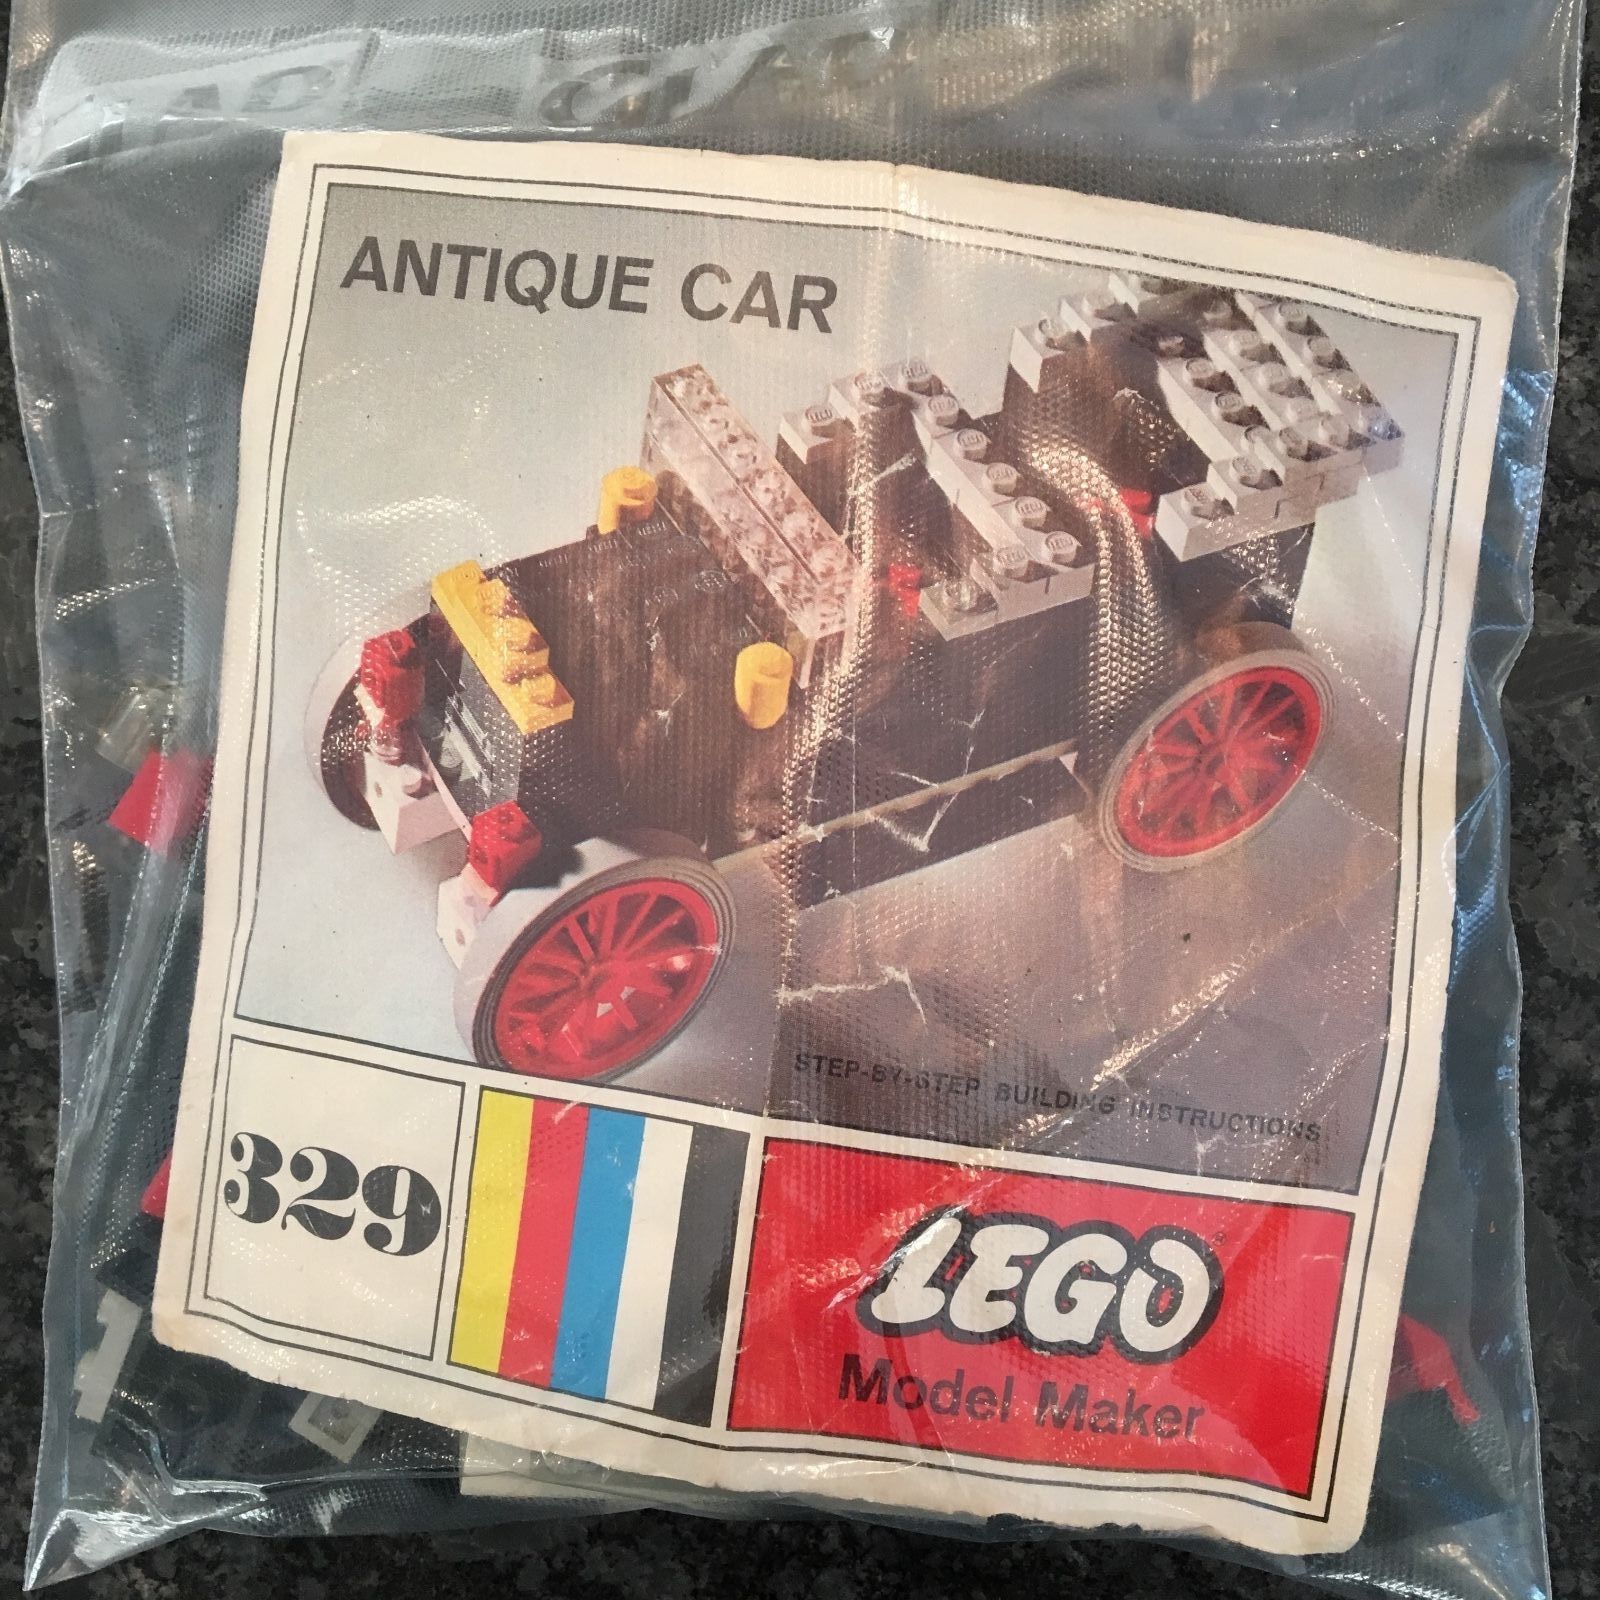 ANTIQUE CAR
STEP-BY-STEP BUILDING INSTRUCTIONS
329
LEGO®
Model Maker